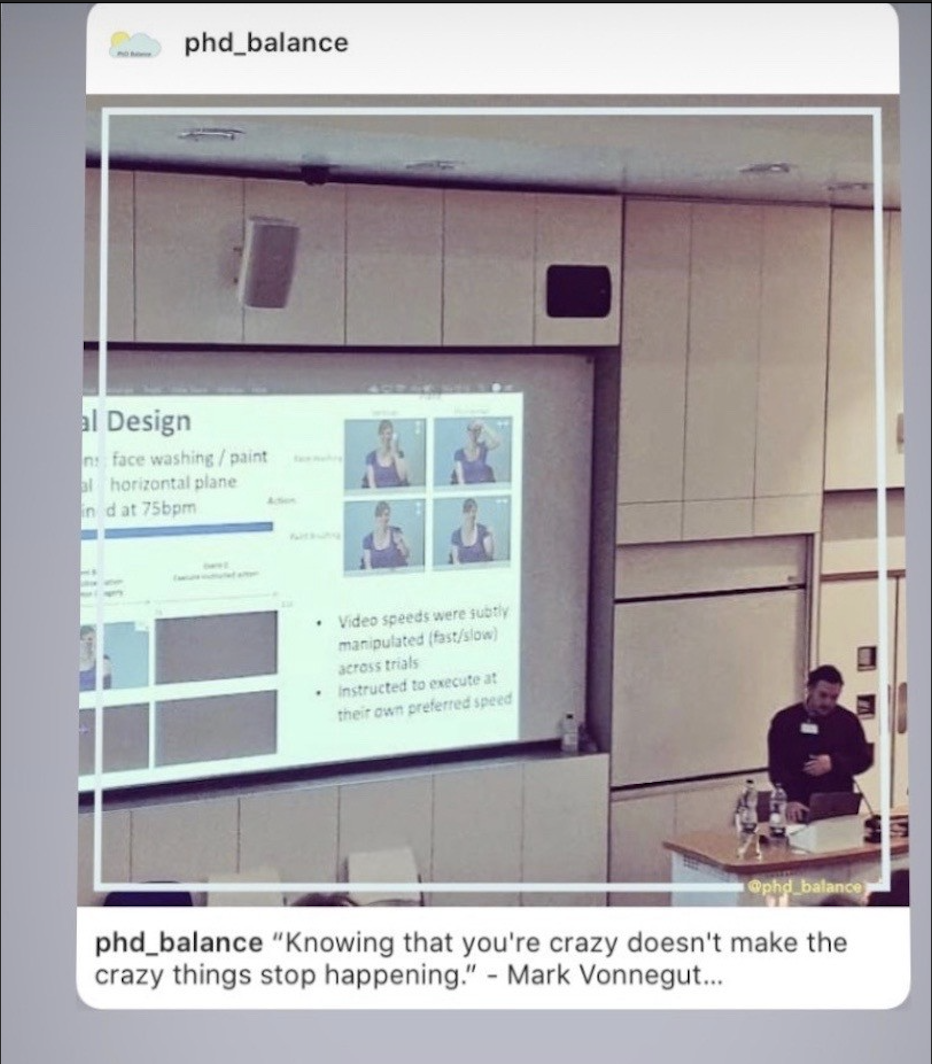 phd_balance
al Design
face washing / paint
horizontal plane
d at 75bpm
Action
Video speeds were subtly
manipulated (fast/slow)
across trials
Instructed to execute at
their own preferred speed
@phd_balance
phd_balance “Knowing that you're crazy doesn't make the
crazy things stop happening.” - Mark Vonnegut...